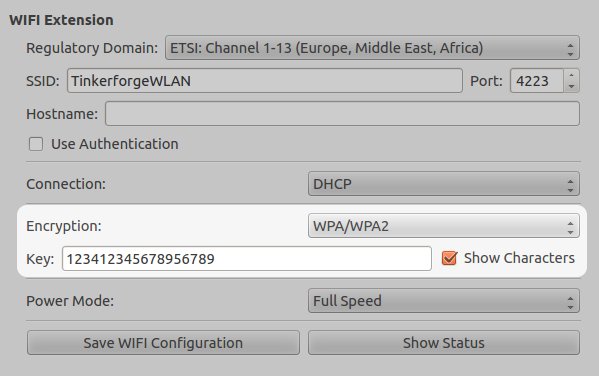 WIFI Extension
Regulatory Domain: ETSI: Channel 1-13 (Europe, Middle East, Africa)
SSID: TinkerforgeWLAN Port: 4223
Hostname:
Use Authentication
Connection: DHCP
Encryption: WPA/WPA2
Key: 123412345678956789 Show Characters
Power Mode: Full Speed
Save WIFI Configuration Show Status